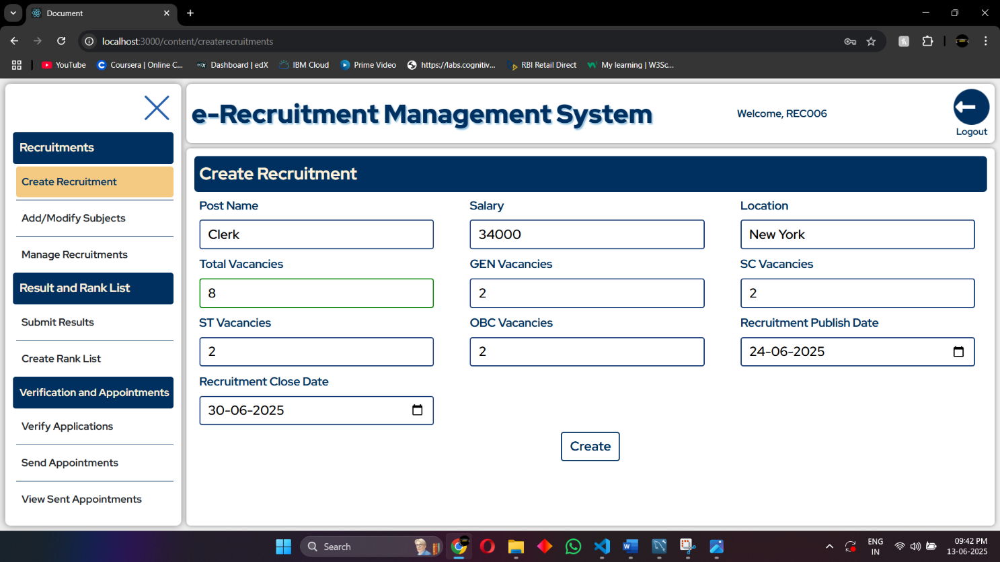 Document
localhost:3000/content/createrecruitments
YouTube
Coursera | Online C...
Dashboard | edX
IBM Cloud
Prime Video
https://labs.cognitiv...
RBI Retail Direct
My learning | W3Sc...
e-Recruitment Management System
Welcome, REC006
Logout
Recruitments
Create Recruitment
Add/Modify Subjects
Manage Recruitments
Result and Rank List
Submit Results
Create Rank List
Verification and Appointments
Verify Applications
Send Appointments
View Sent Appointments
Create Recruitment
Post Name
Salary
Location
Clerk
34000
New York
Total Vacancies
GEN Vacancies
SC Vacancies
8
2
2
ST Vacancies
OBC Vacancies
Recruitment Publish Date
2
2
24-06-2025
Recruitment Close Date
30-06-2025
Create
Search
ENG
IN
09:42 PM
13-06-2025